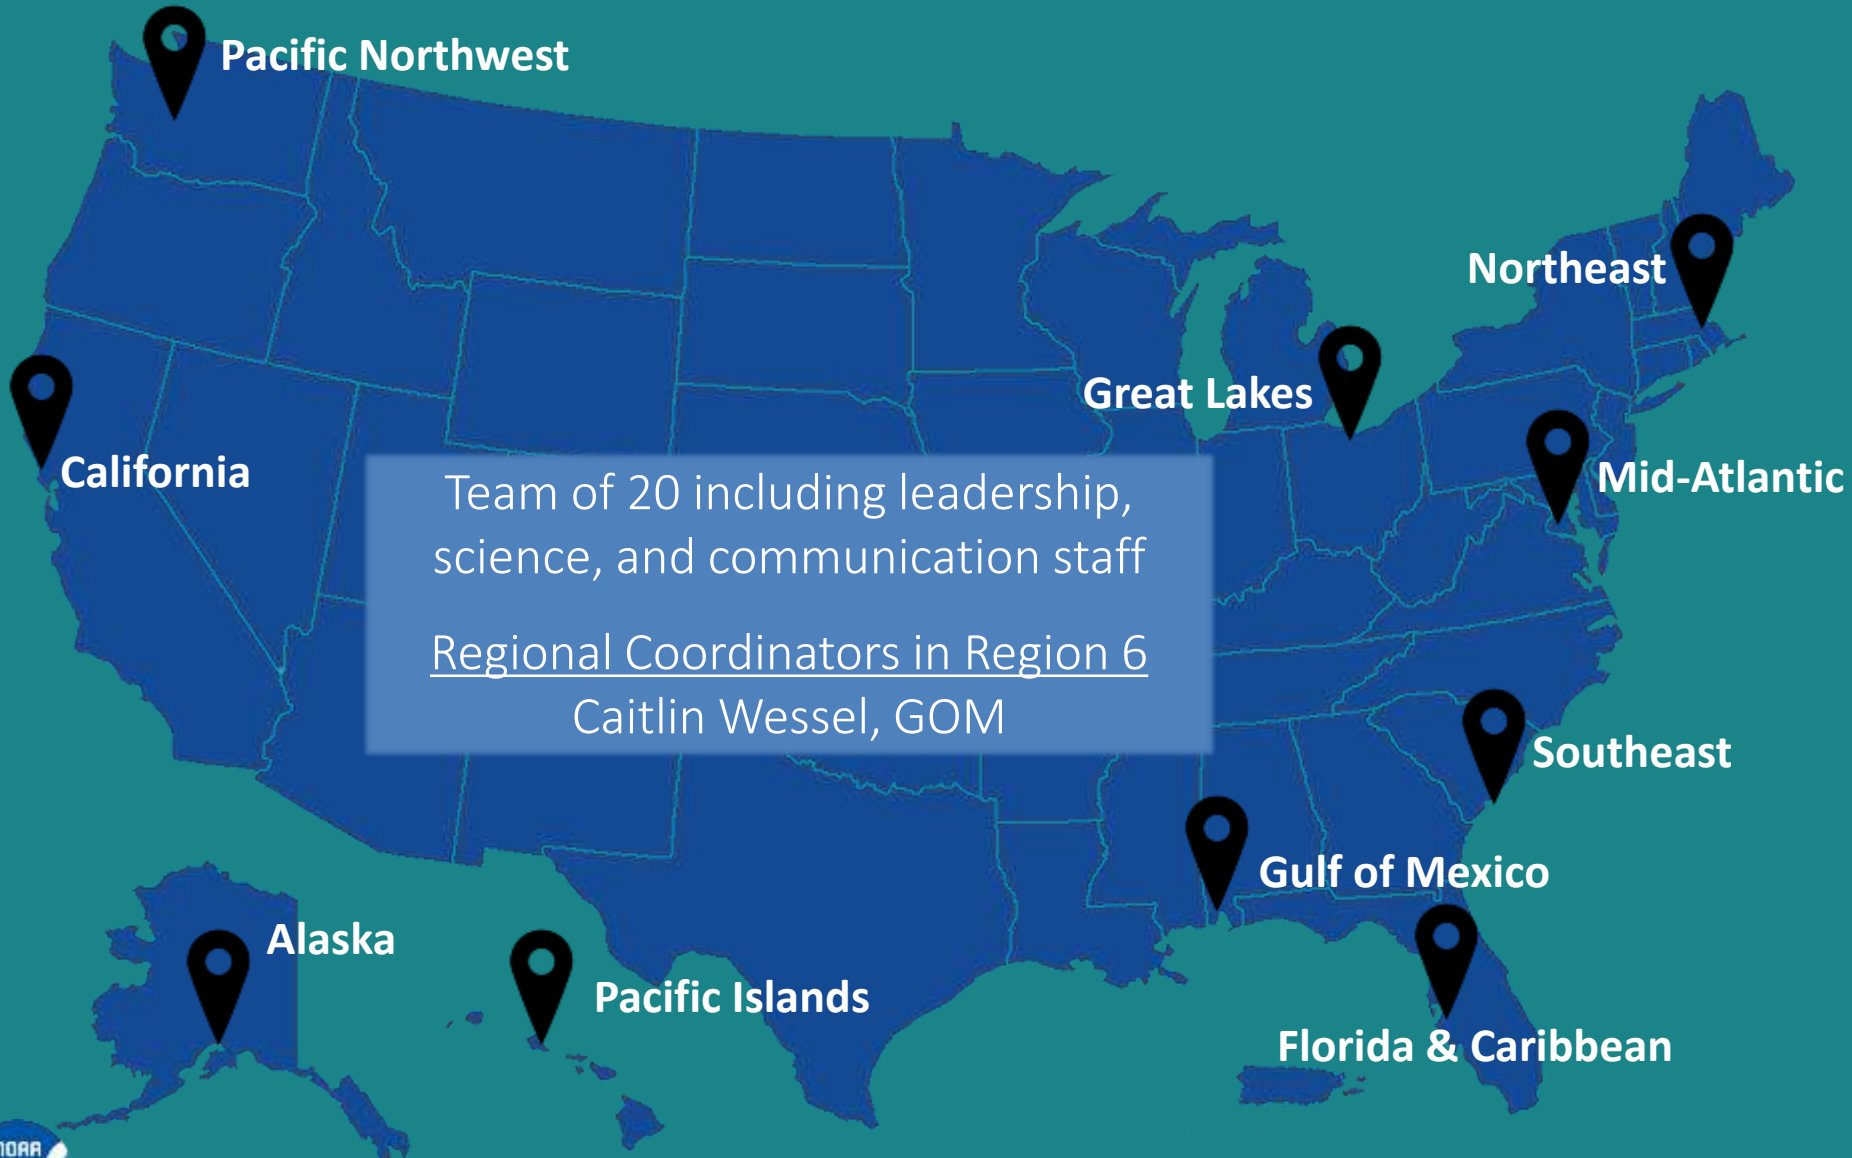 Pacific Northwest
Northeast
Great Lakes
California
Mid-Atlantic
Team of 20 including leadership,
science, and communication staff
Regional Coordinators in Region 6
Caitlin Wessel, GOM
Southeast
Gulf of Mexico
Alaska
Pacific Islands
Florida & Caribbean
NOAA